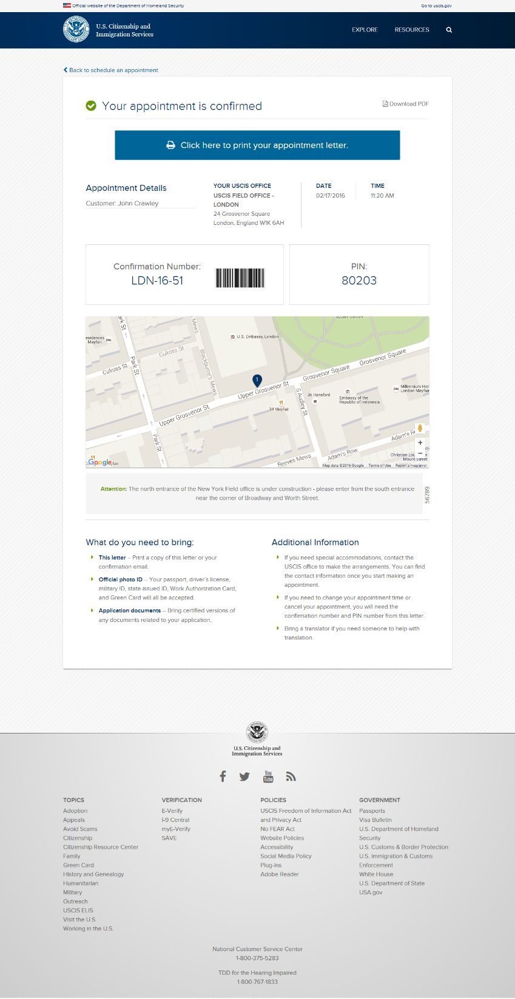 Official website of the Department of Homeland Security
Go to uscis.gov
U.S. Citizenship and
Immigration Services
EXPLORE
RESOURCES
Back to schedule an appointment
Your appointment is confirmed
Download PDF
Click here to print your appointment letter.
Appointment Details
Customer: John Crawley
YOUR USCIS OFFICE
USCIS FIELD OFFICE -
LONDON
24 Grosvenor Square
London, England W1K 6AH
DATE
02/17/2016
TIME
11:20 AM
Confirmation Number:
LDN-16-51
PIN:
80203
Square Garden
U.S. Embassy, London
esidences
Mayfair
Culross St
Culross St
Park St
Blackburne's Mews
Mews
Grosvenor Square
Grosvenor Square
1
Upper Grosvenor St
Upper Grosvenor St
S Audley St
Jo Hansford
Embassy of the
Republic of Indonesia
Millennium Hot
London Mayfair
34 Mayfair
Park St
Adam's Row
Reeves Mews
Mount Street
Google
Map data ©2016 Google
Terms of Use
Report a map error
Attention: The north entrance of the New York Field office is under construction - please enter from the south entrance
near the corner of Broadway and Worth Street.
56789
What do you need to bring:
This letter – Print a copy of this letter or your
confirmation email.
Official photo ID – Your passport, driver's license,
military ID, state-issued ID, Work Authorization Card,
and Green Card will all be accepted.
Application documents – Bring certified versions of
any documents related to your application.
Additional Information
If you need special accommodations, contact the
USCIS office to make the arrangements. You can find
the contact information once you start making an
appointment.
If you need to change your appointment time or
cancel your appointment, you will need the
confirmation number and PIN number from this letter.
Bring a translator if you need someone to help with
translation.
U.S. Citizenship and
Immigration Services
You
Tube
TOPICS
Adoption
Appeals
Avoid Scams
Citizenship
Citizenship Resource Center
Family
Green Card
History and Genealogy
Humanitarian
Military
Outreach
USCIS ELIS
Visit the U.S.
Working in the U.S.
VERIFICATION
E-Verify
I-9 Central
myE-Verify
SAVE
POLICIES
USCIS Freedom of Information Act
and Privacy Act
No FEAR Act
Website Policies
Accessibility
Social Media Policy
Plug-ins
Adobe Reader
GOVERNMENT
Passports
Visa Bulletin
U.S. Department of Homeland
Security
U.S. Customs & Border Protection
U.S. Immigration & Customs
Enforcement
White House
U.S. Department of State
USA.gov
National Customer Service Center
1-800-375-5283
TDD for the Hearing Impaired
1-800-767-1833